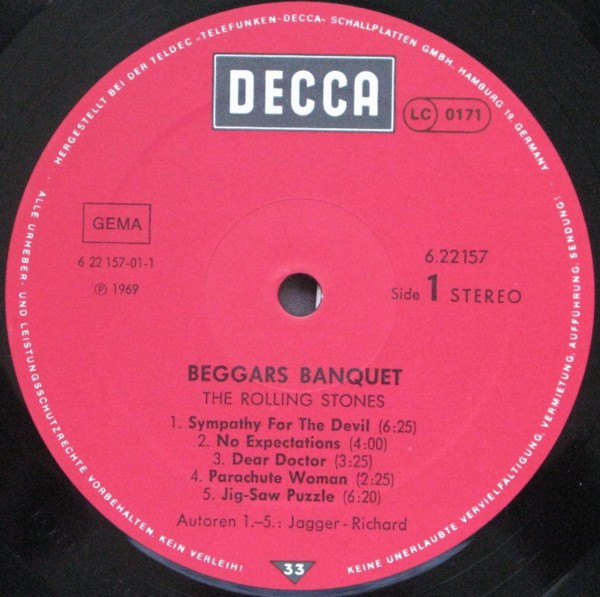 HERGESTELLT BEI DER TELDEC „TELEFUNKEN-DECCA“ SCHALLPLATTEN GMBH., HAMBURG 19, GERMANY
DECCA
LC 0171
GEMA
6 22 157-01-1
℗ 1969
6.22157
Side 1 STEREO
BEGGARS BANQUET
THE ROLLING STONES
1. Sympathy For The Devil (6:25)
2. No Expectations (4:00)
3. Dear Doctor (3:25)
4. Parachute Woman (2:25)
5. Jig-Saw Puzzle (6:20)
Autoren 1.–5.: Jagger - Richard
33
ALLE URHEBER- UND LEISTUNGSSCHUTZRECHTE VORBEHALTEN. KEIN VERLEIH!
KEINE UNERLAUBTE VERVIELFÄLTIGUNG, VERMIETUNG, AUFFÜHRUNG, SENDUNG!